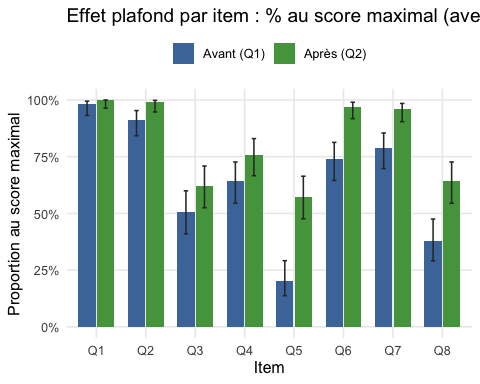 Effet plafond par item : % au score maximal (ave
Avant (Q1) Après (Q2)
Proportion au score maximal
100%
75%
50%
25%
0%
Q1 Q2 Q3 Q4 Q5 Q6 Q7 Q8
Item